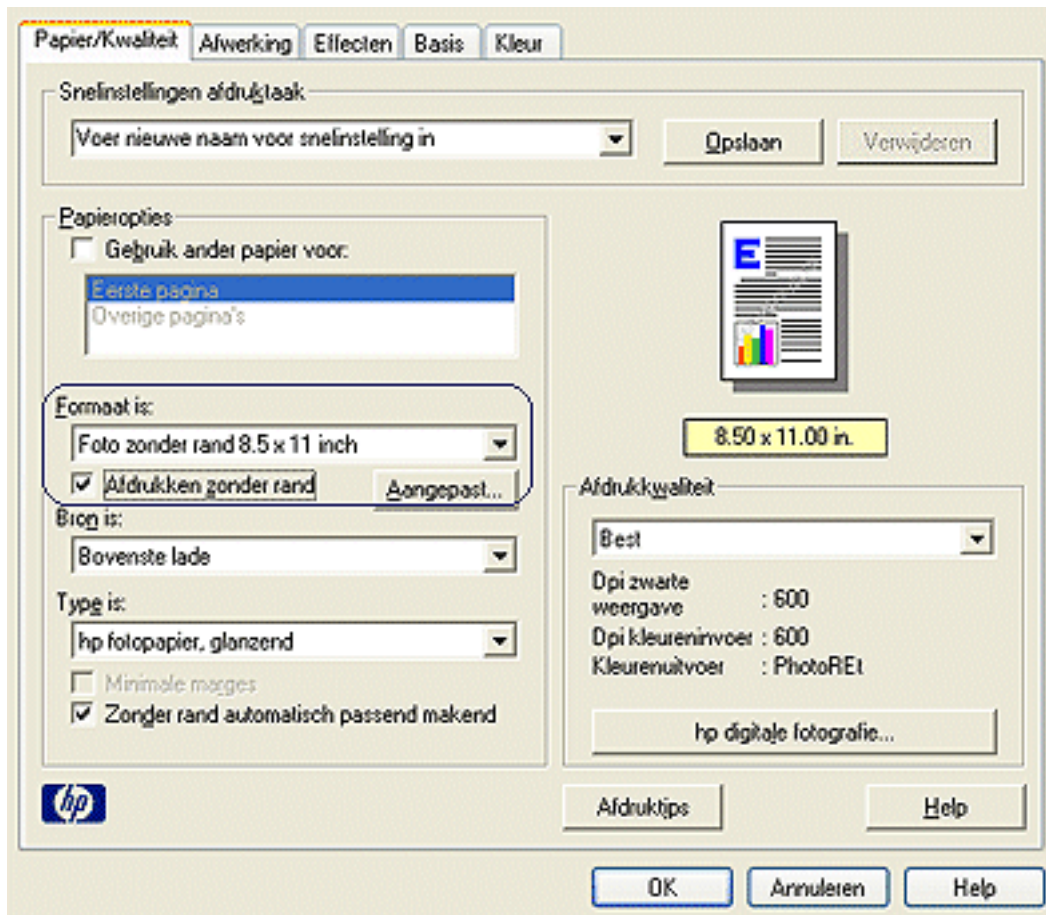 Papier/Kwaliteit Afwerking Effecten Basis Kleur
Snelinstellingen afdruktaak
Voer nieuwe naam voor snelinstelling in
Opslaan Verwijderen
Papieropties
Gebruik ander papier voor:
Eerste pagina
Overige pagina's
E
Formaat is:
Foto zonder rand 8.5 x 11 inch
8.50 x 11.00 in.
Afdrukken zonder rand Aangepast...
Bron is:
Bovenste lade
Type is:
hp fotopapier, glanzend
Minimale marges
Zonder rand automatisch passend makend
Afdrukkwaliteit
Best
Dpi zwarte
weergave : 600
Dpi kleureninvoer : 600
Kleurenuitvoer : PhotoREt
hp digitale fotografie...
hp
Afdruktips Help
OK Annuleren Help